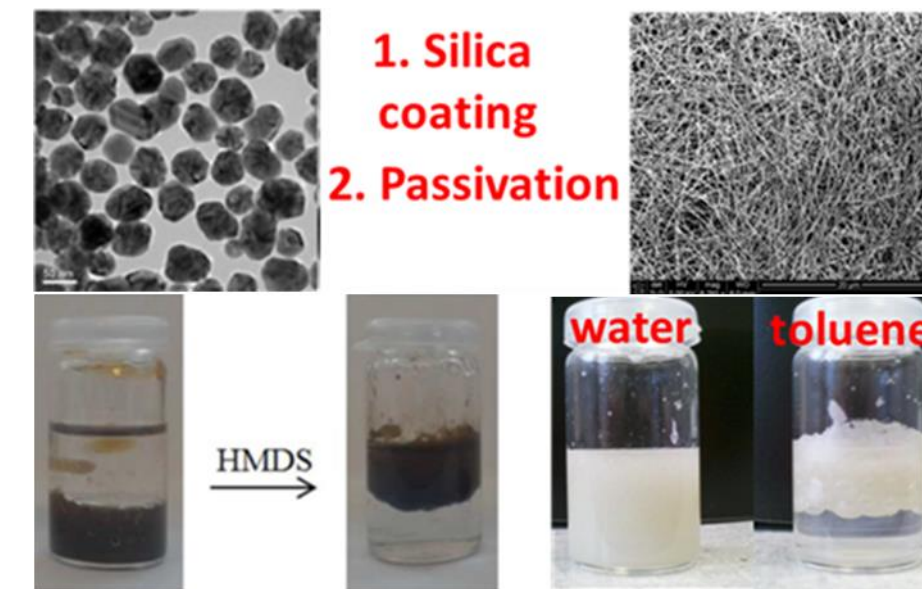 1. Silica
coating
2. Passivation
water
toluene
HMDS